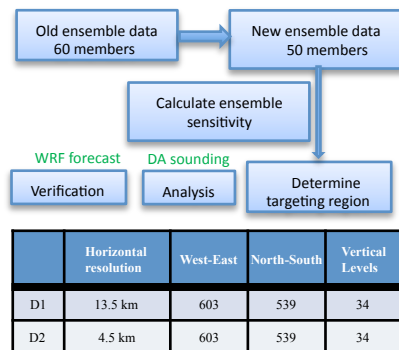 Old ensemble data
60 members
New ensemble data
50 members
Calculate ensemble
sensitivity
WRF forecast
DA sounding
Verification
Analysis
Determine
targeting region
Horizontal
resolution
West-East
North-South
Vertical
Levels
D1
13.5 km
603
539
34
D2
4.5 km
603
539
34